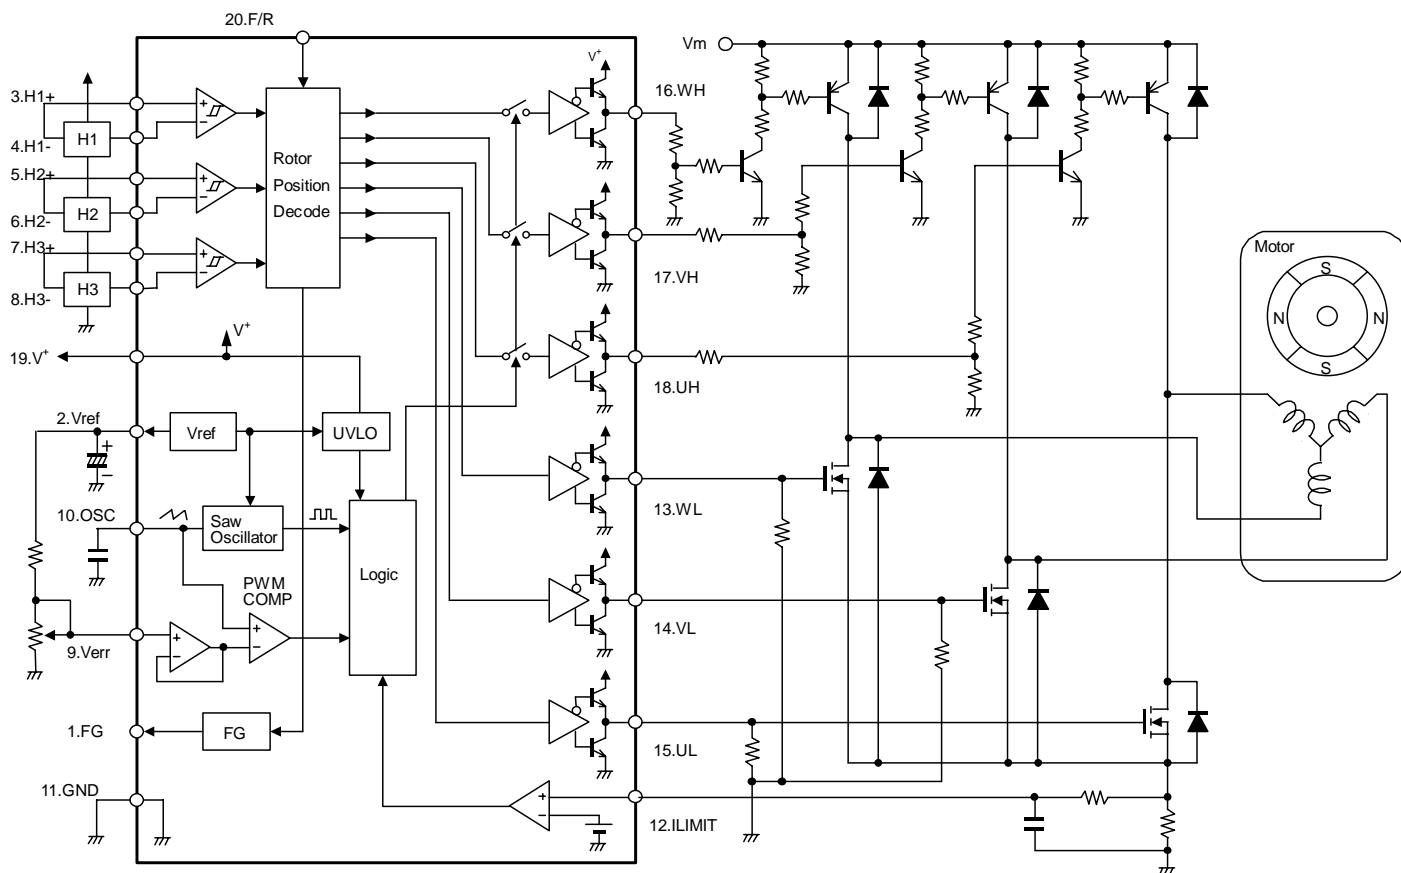 20.F/R
Vm
V+
16.WH
3.H1+
H1
4.H1-
5.H2+
H2
6.H2-
7.H3+
H3
8.H3-
+
−
+
−
+
−
Rotor
Position
Decode
17.VH
Motor
S
N
N
S
V+
19.V+
18.UH
2.Vref
Vref
UVLO
+
−
13.WL
10.OSC
Saw
Oscillator
Logic
PWM
COMP
+
−
+
−
9.Verr
14.VL
1.FG
FG
15.UL
11.GND
+
−
12.ILIMIT